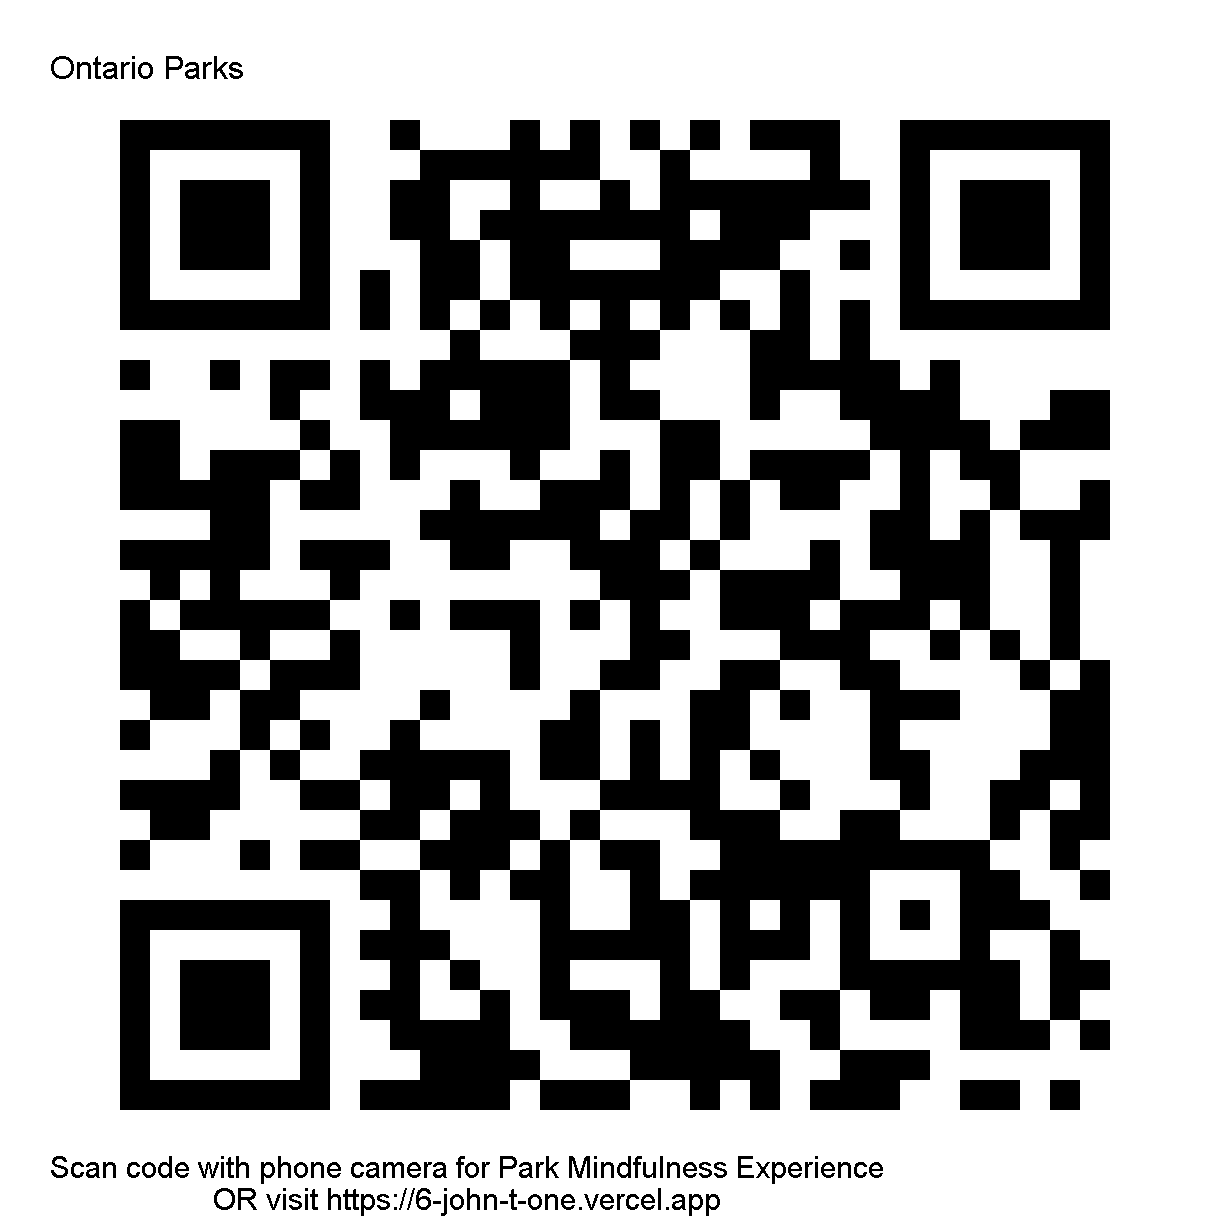 Ontario Parks
Scan code with phone camera for Park Mindfulness Experience
OR visit https://6-john-t-one.vercel.app